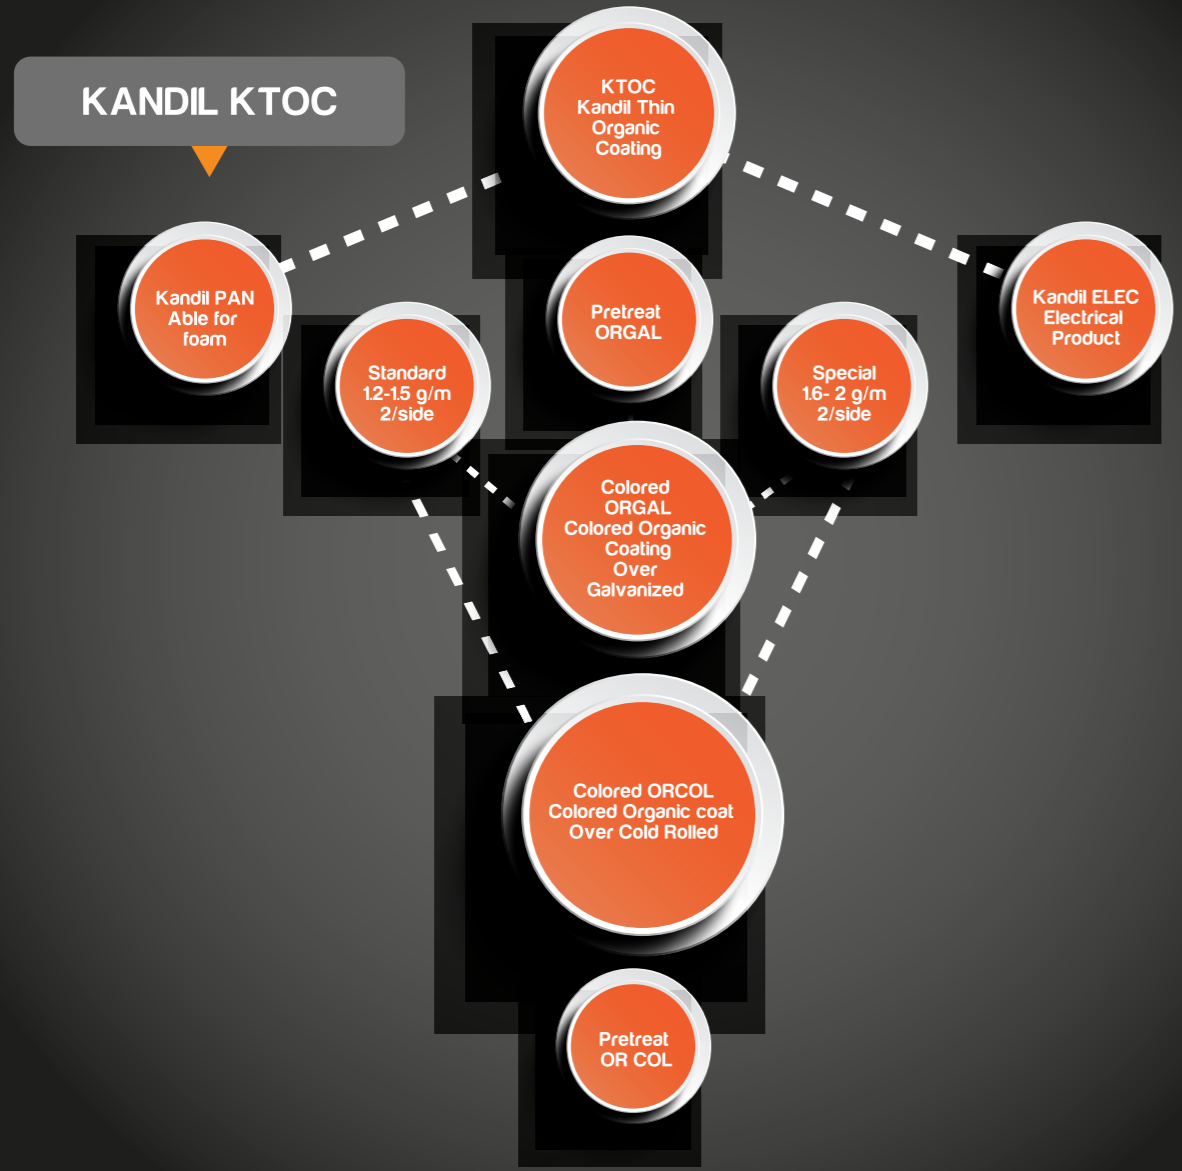 KANDIL KTOC
KTOC
Kandil Thin
Organic
Coating
Kandil PAN
Able for
foam
Pretreat
ORGAL
Kandil ELEC
Electrical
Product
Standard
1.2-1.5 g/m
2/side
Special
1.6- 2 g/m
2/side
Colored
ORGAL
Colored Organic
Coating
Over
Galvanized
Colored ORCOL
Colored Organic coat
Over Cold Rolled
Pretreat
OR COL